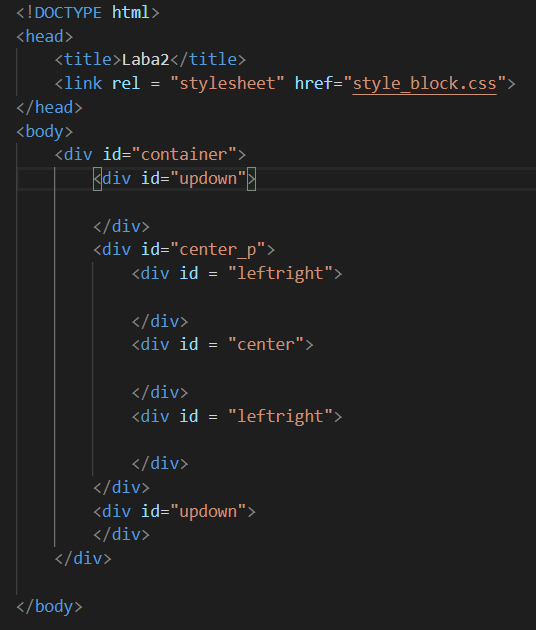 <!DOCTYPE html>
<head>
    <title>Laba2</title>
    <link rel = "stylesheet" href="style_block.css">
</head>
<body>
    <div id="container">
        <div id="updown">

        </div>
        <div id="center_p">
            <div id = "leftright">

            </div>
            <div id = "center">

            </div>
            <div id = "leftright">

            </div>
        </div>
        <div id="updown">
        </div>
    </div>

</body>